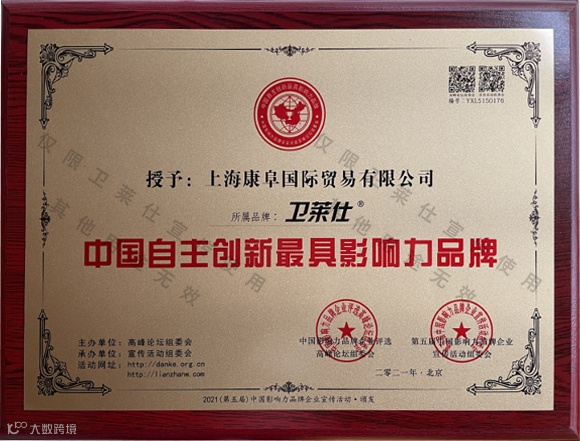 编号：YXL5150176
授予：上海康阜国际贸易有限公司
所属品牌：卫莱仕®
中国自主创新最具影响力品牌
仅限卫莱仕宣传使用
其他用途无效
主办单位：高峰论坛组委会
承办单位：宣传活动组委会
活动网址：http://danke.org.cn
http://lianzhanw.com
中国影响力品牌企业评选
高峰论坛组委会
第五届中国影响力品牌企业
宣传活动组委会
二〇二一年·北京
2021(第五届)中国影响力品牌企业宣传活动·颁发
大数跨境